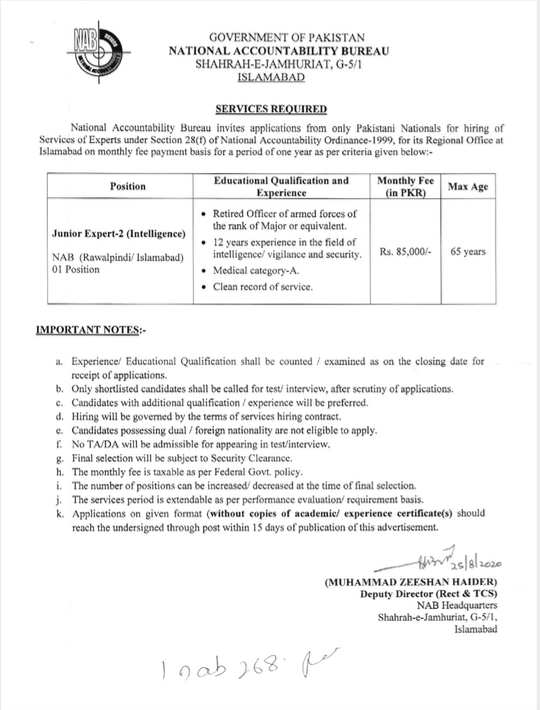 NAB
GOVERNMENT OF PAKISTAN
NATIONAL ACCOUNTABILITY BUREAU
SHAHRAH-E-JAMHURIAT, G-5/1
ISLAMABAD
SERVICES REQUIRED
National Accountability Bureau invites applications from only Pakistani Nationals for hiring of
Services of Experts under Section 28(f) of National Accountability Ordinance-1999, for its Regional Office at
Islamabad on monthly fee payment basis for a period of one year as per criteria given below:-
Position
Educational Qualification and
Experience
Monthly Fee
(in PKR)
Max Age
Junior Expert-2 (Intelligence)
NAB (Rawalpindi/ Islamabad)
01 Position
• Retired Officer of armed forces of
the rank of Major or equivalent.
• 12 years experience in the field of
intelligence/ vigilance and security.
• Medical category-A.
• Clean record of service.
Rs. 85,000/-
65 years
IMPORTANT NOTES:-
a. Experience/ Educational Qualification shall be counted / examined as on the closing date for
receipt of applications.
b. Only shortlisted candidates shall be called for test/ interview, after scrutiny of applications.
c. Candidates with additional qualification / experience will be preferred.
d. Hiring will be governed by the terms of services hiring contract.
e. Candidates possessing dual / foreign nationality are not eligible to apply.
f. No TA/DA will be admissible for appearing in test/interview.
g. Final selection will be subject to Security Clearance.
h. The monthly fee is taxable as per Federal Govt. policy.
i. The number of positions can be increased/ decreased at the time of final selection.
j. The services period is extendable as per performance evaluation/ requirement basis.
k. Applications on given format (without copies of academic/ experience certificate(s) should
reach the undersigned through post within 15 days of publication of this advertisement.
25/8/2020
(MUHAMMAD ZEESHAN HAIDER)
Deputy Director (Rect & TCS)
NAB Headquarters
Shahrah-e-Jamhuriat, G-5/1,
Islamabad
1 nab 268.